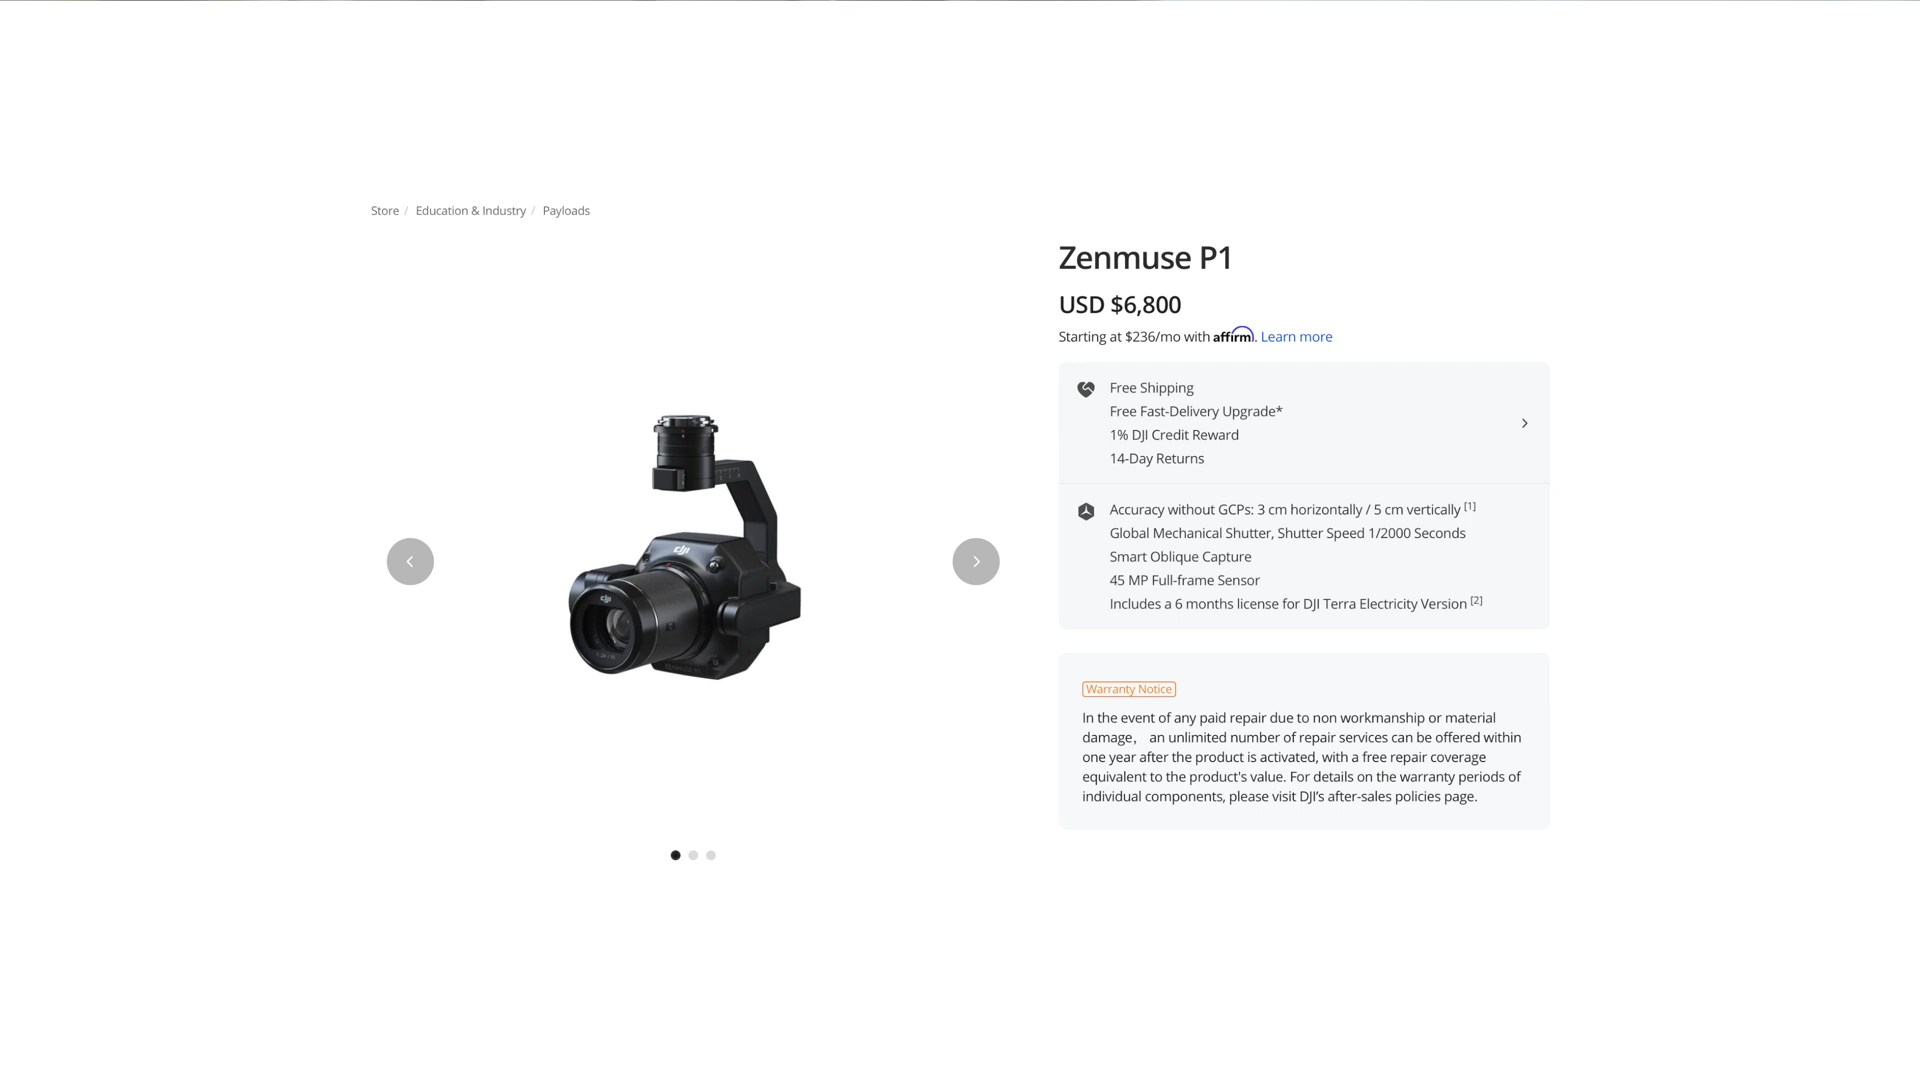 Store / Education & Industry / Payloads
Zenmuse P1
USD $6,800
Starting at $236/mo with affirm. Learn more
Free Shipping
Free Fast-Delivery Upgrade*
1% DJI Credit Reward
14-Day Returns
Accuracy without GCPs: 3 cm horizontally / 5 cm vertically [1]
Global Mechanical Shutter, Shutter Speed 1/2000 Seconds
Smart Oblique Capture
45 MP Full-frame Sensor
Includes a 6 months license for DJI Terra Electricity Version [2]
dji
dji
Warranty Notice
In the event of any paid repair due to non workmanship or material
damage， an unlimited number of repair services can be offered within
one year after the product is activated, with a free repair coverage
equivalent to the product's value. For details on the warranty periods of
individual components, please visit DJI’s after-sales policies page.